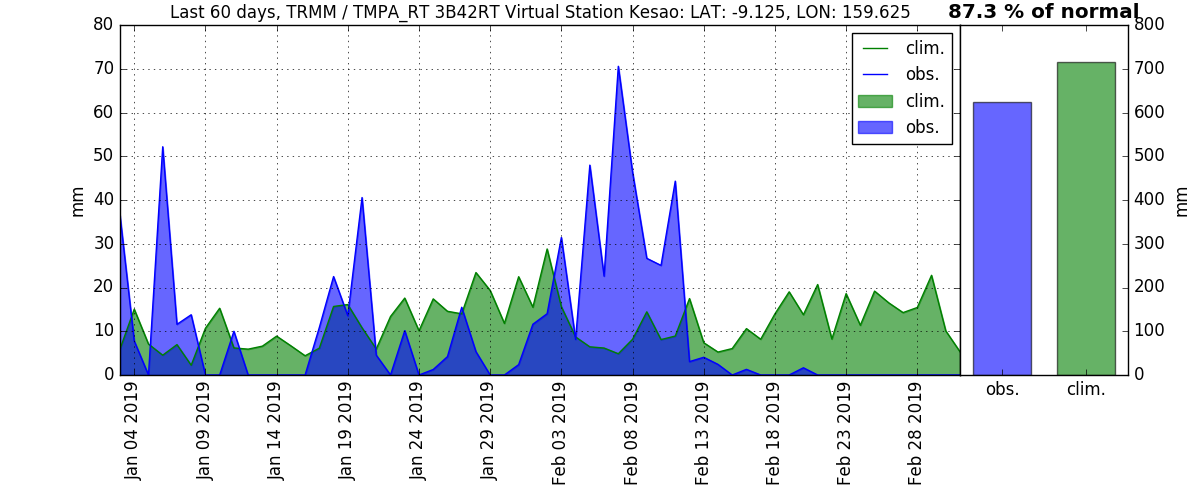 Last 60 days, TRMM / TMPA_RT 3B42RT Virtual Station Kesao: LAT: -9.125, LON: 159.625
87.3 % of normal
80
70
60
50
40
30
20
10
0
mm
clim.
obs.
clim.
obs.
Jan 04 2019
Jan 09 2019
Jan 14 2019
Jan 19 2019
Jan 24 2019
Jan 29 2019
Feb 03 2019
Feb 08 2019
Feb 13 2019
Feb 18 2019
Feb 23 2019
Feb 28 2019
800
700
600
500
400
300
200
100
0
mm
obs.
clim.